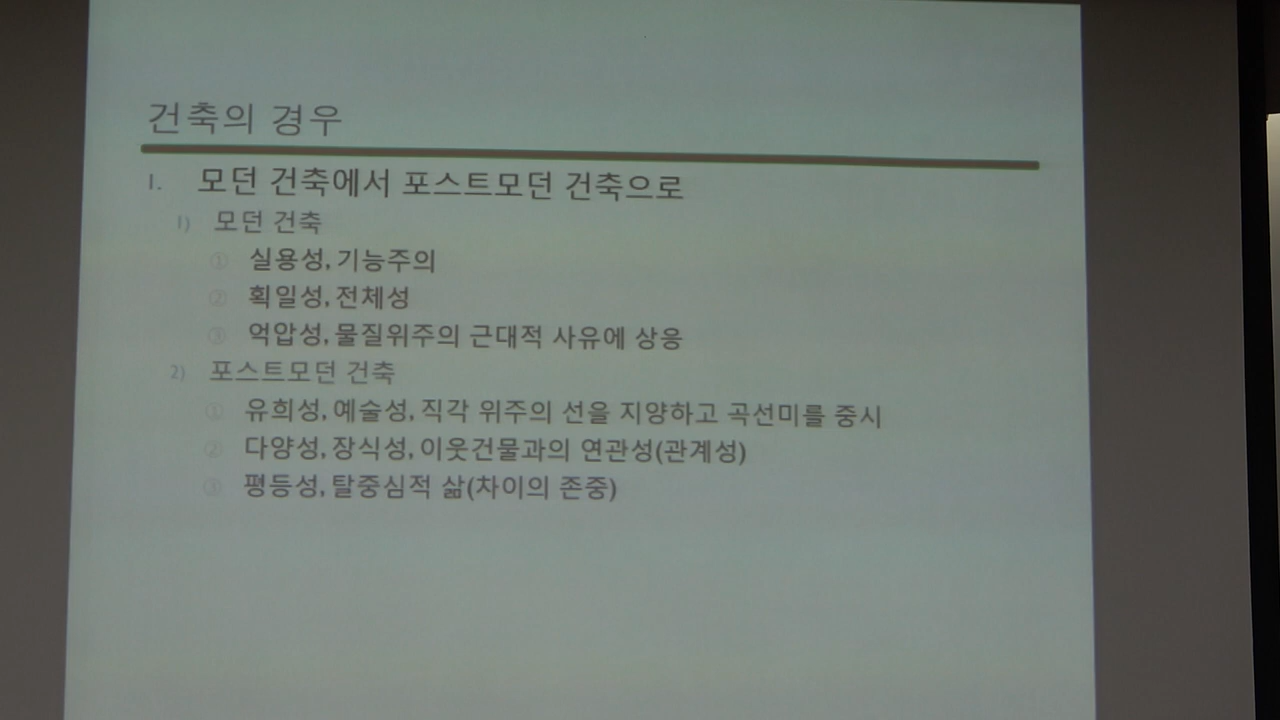 건축의 경우
I. 모던 건축에서 포스트모던 건축으로
1) 모던 건축
① 실용성, 기능주의
② 획일성, 전체성
③ 억압성, 물질위주의 근대적 사유에 상응
2) 포스트모던 건축
① 유희성, 예술성, 직각 위주의 선을 지양하고 곡선미를 중시
② 다양성, 장식성, 이웃건물과의 연관성(관계성)
③ 평등성, 탈중심적 삶(차이의 존중)